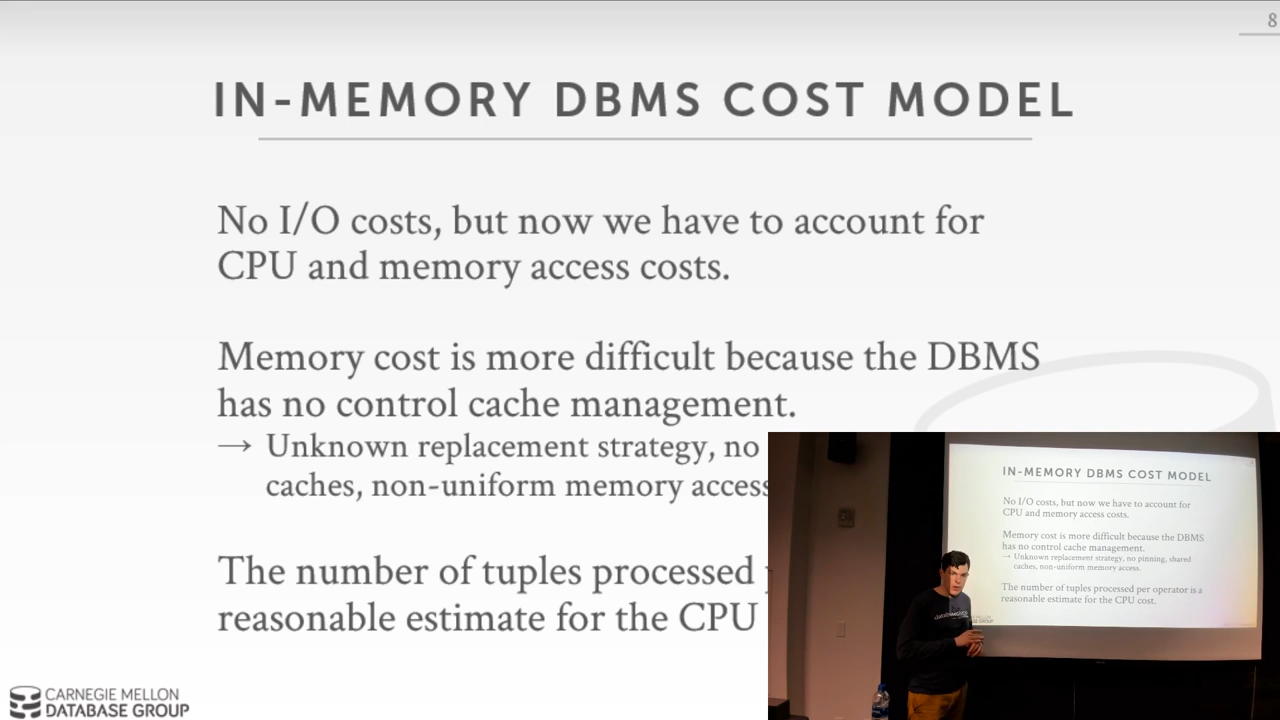 8
IN-MEMORY DBMS COST MODEL
No I/O costs, but now we have to account for
CPU and memory access costs.
Memory cost is more difficult because the DBMS
has no control cache management.
→ Unknown replacement strategy, no
caches, non-uniform memory access
The number of tuples processed
reasonable estimate for the CPU
CARNEGIE MELLON
DATABASE GROUP
IN-MEMORY DBMS COST MODEL
No I/O costs, but now we have to account for
CPU and memory access costs.
Memory cost is more difficult because the DBMS
has no control cache management.
→ Unknown replacement strategy, no pinning, shared
caches, non-uniform memory access.
The number of tuples processed per operator is a
reasonable estimate for the CPU cost.